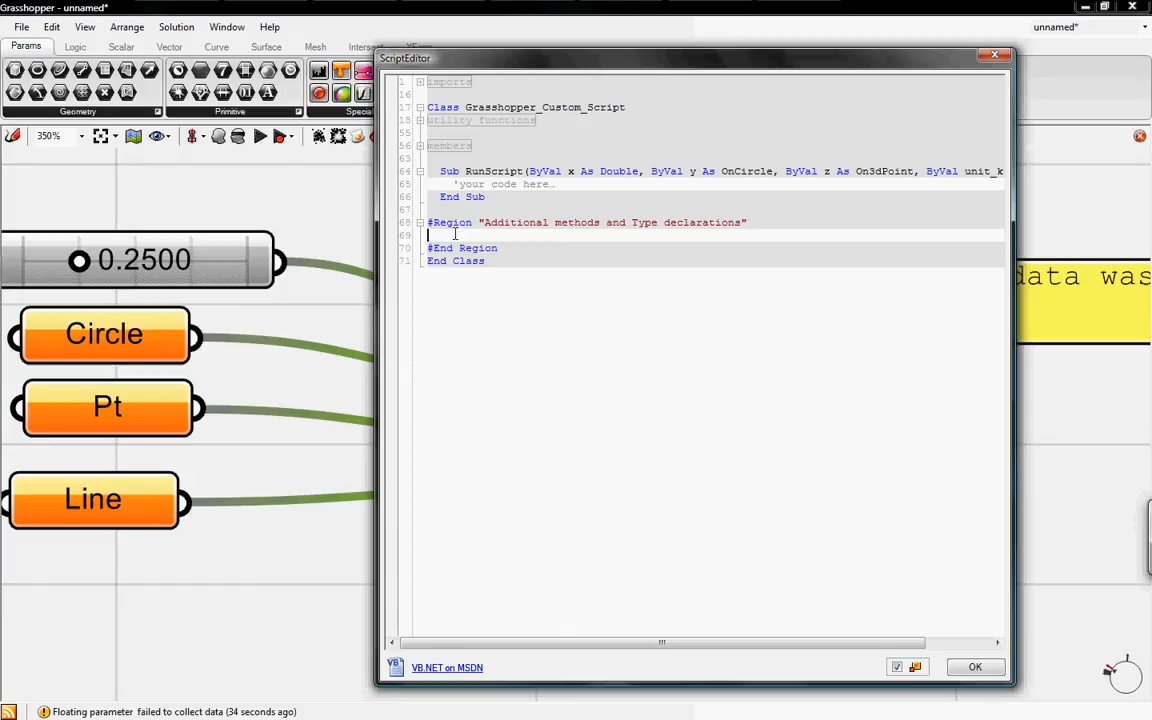 Grasshopper - unnamed*
File Edit View Arrange Solution Window Help
unnamed*
Params Logic Scalar Vector Curve Surface Mesh
Geometry Primitive
350%
ScriptEditor
1 imports
16
17 Class Grasshopper_Custom_Script
18 utility functions
55
56 members
63
64 Sub RunScript(ByVal x As Double, ByVal y As OnCircle, ByVal z As On3dPoint, ByVal unit_k
65 'your code here…
66 End Sub
67
68 #Region "Additional methods and Type declarations"
69
70 #End Region
71 End Class
0.2500
Circle
Pt
Line
data was
VB VB.NET on MSDN
OK
Floating parameter failed to collect data (34 seconds ago)